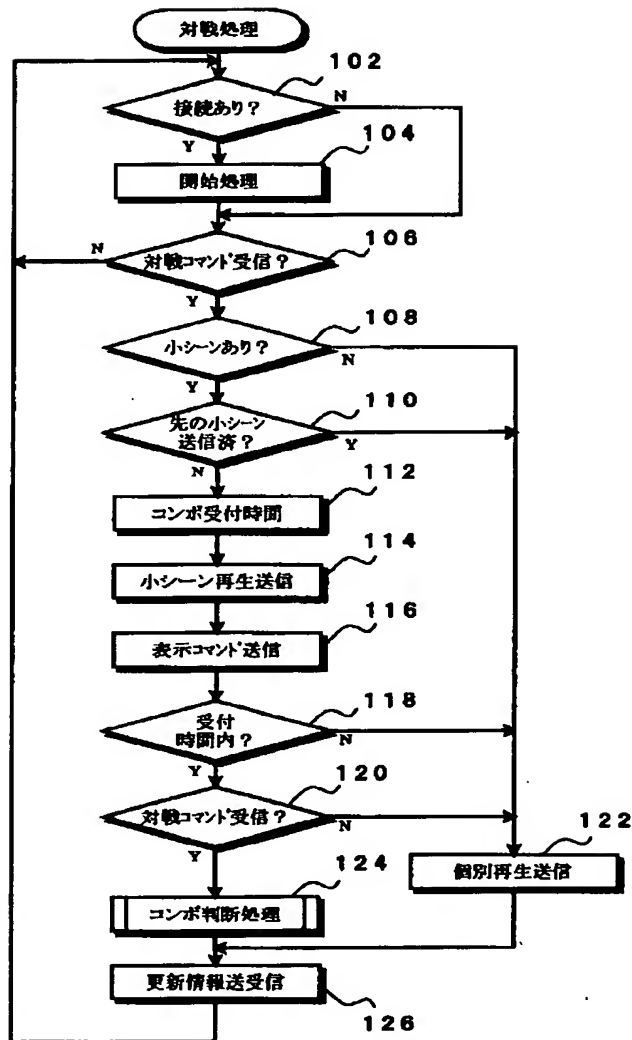 対戦処理
102
接続あり?
N
Y
104
開始処理
106
N
対戦コマンド受信?
Y
108
小シーンあり?
N
Y
110
先の小シーン
送信済?
Y
N
112
コンボ受付時間
114
小シーン再生送信
116
表示コマンド送信
118
受付
時間内?
N
Y
120
対戦コマンド受信?
N
Y
122
個別再生送信
124
コンボ判断処理
更新情報送受信
126